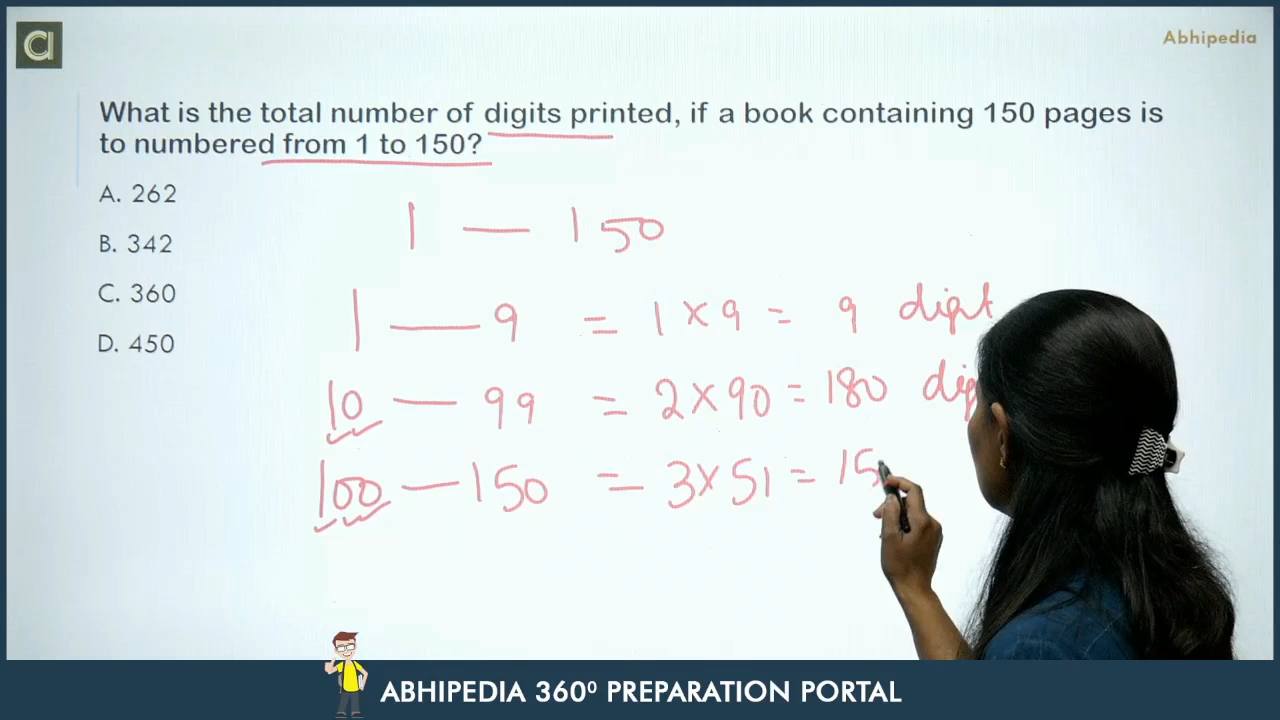 Abhipedia
What is the total number of digits printed, if a book containing 150 pages is
to numbered from 1 to 150?
A. 262
B. 342
C. 360
D. 450
1 — 150
1 — 9 = 1 × 9 = 9 digit
10 — 99 = 2 × 90 = 180
100 — 150 = 3 × 51 =
ABHIPEDIA 360⁰ PREPARATION PORTAL